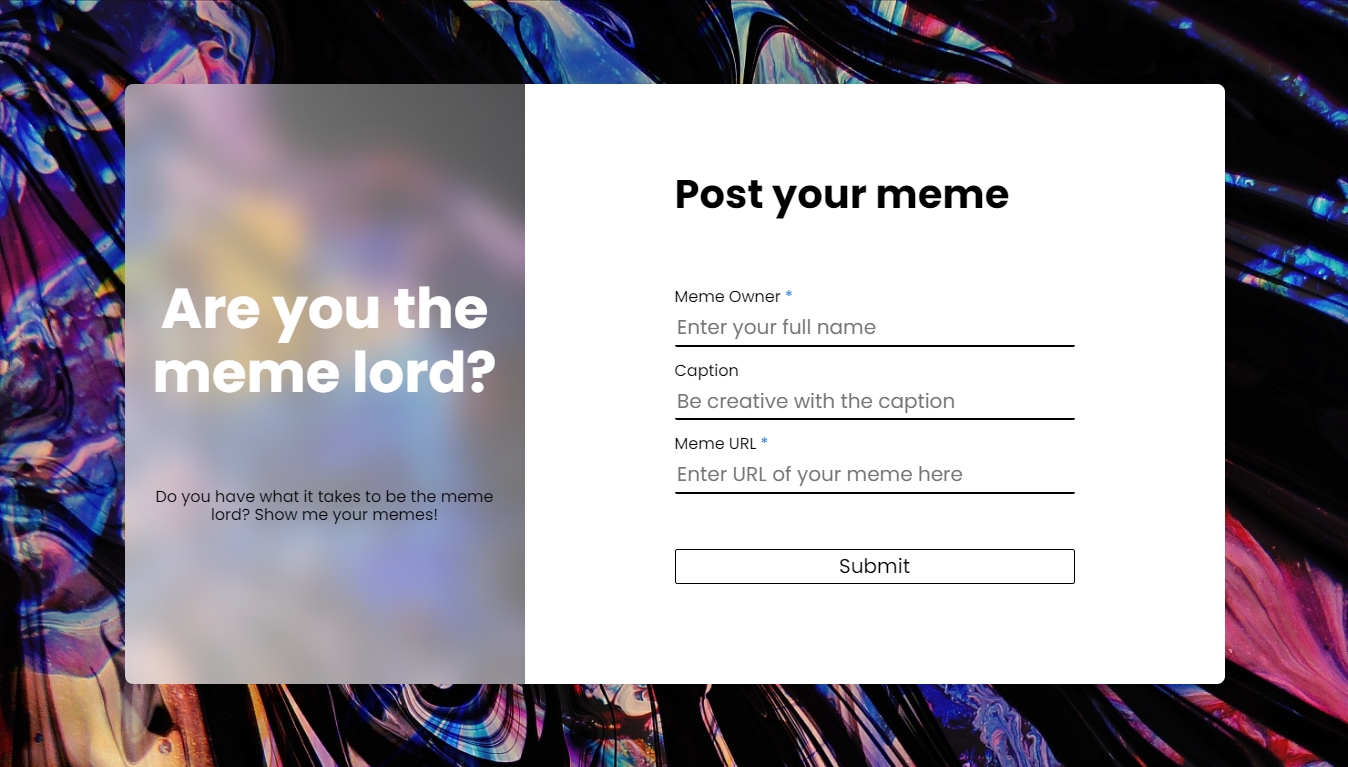 Are you the
meme lord?
Do you have what it takes to be the meme
lord? Show me your memes!
Post your meme
Meme Owner *
Enter your full name
Caption
Be creative with the caption
Meme URL *
Enter URL of your meme here
Submit